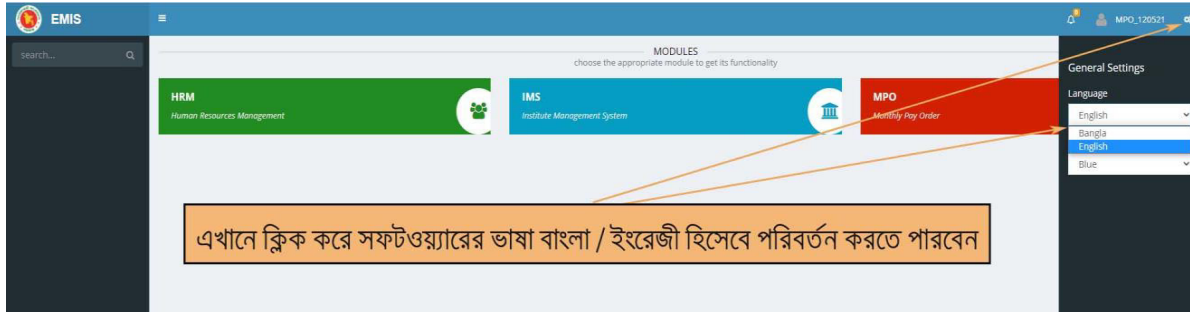 EMIS
MPO_120521
search...
MODULES
choose the appropriate module to get its functionality
HRM
Human Resources Management
IMS
Institute Management System
MPO
Monthly Pay Order
General Settings
Language
English
Bangla
English
Blue
এখানে ক্লিক করে সফটওয়্যারের ভাষা বাংলা / ইংরেজী হিসেবে পরিবর্তন করতে পারবেন